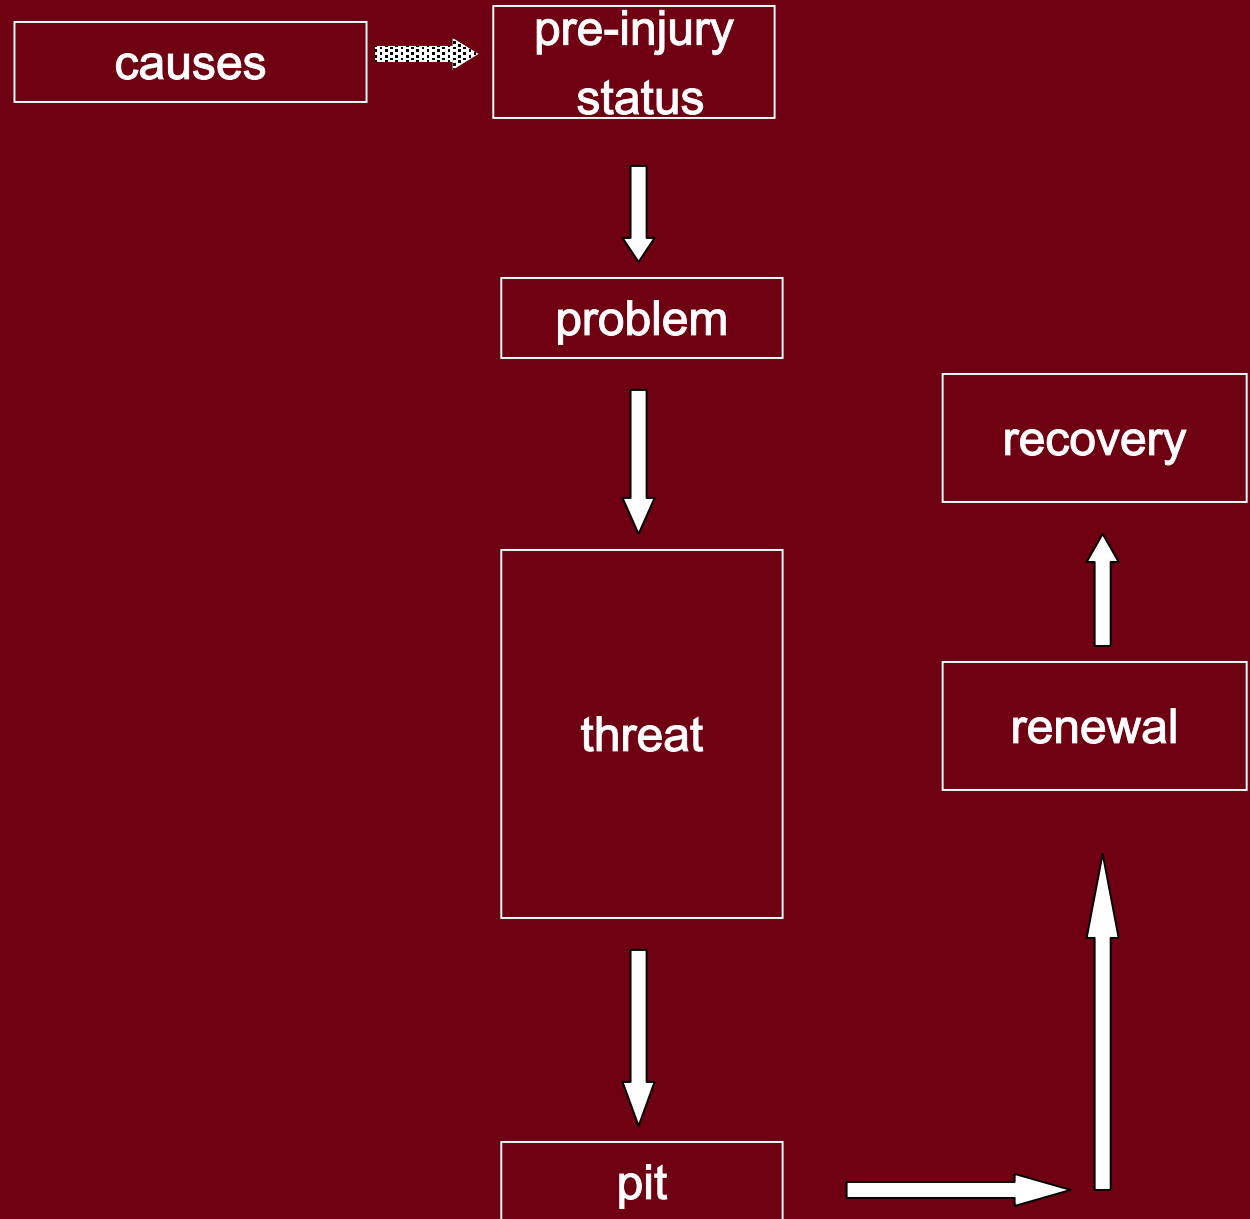 causes
pre-injury
status
problem
threat
pit
renewal
recovery